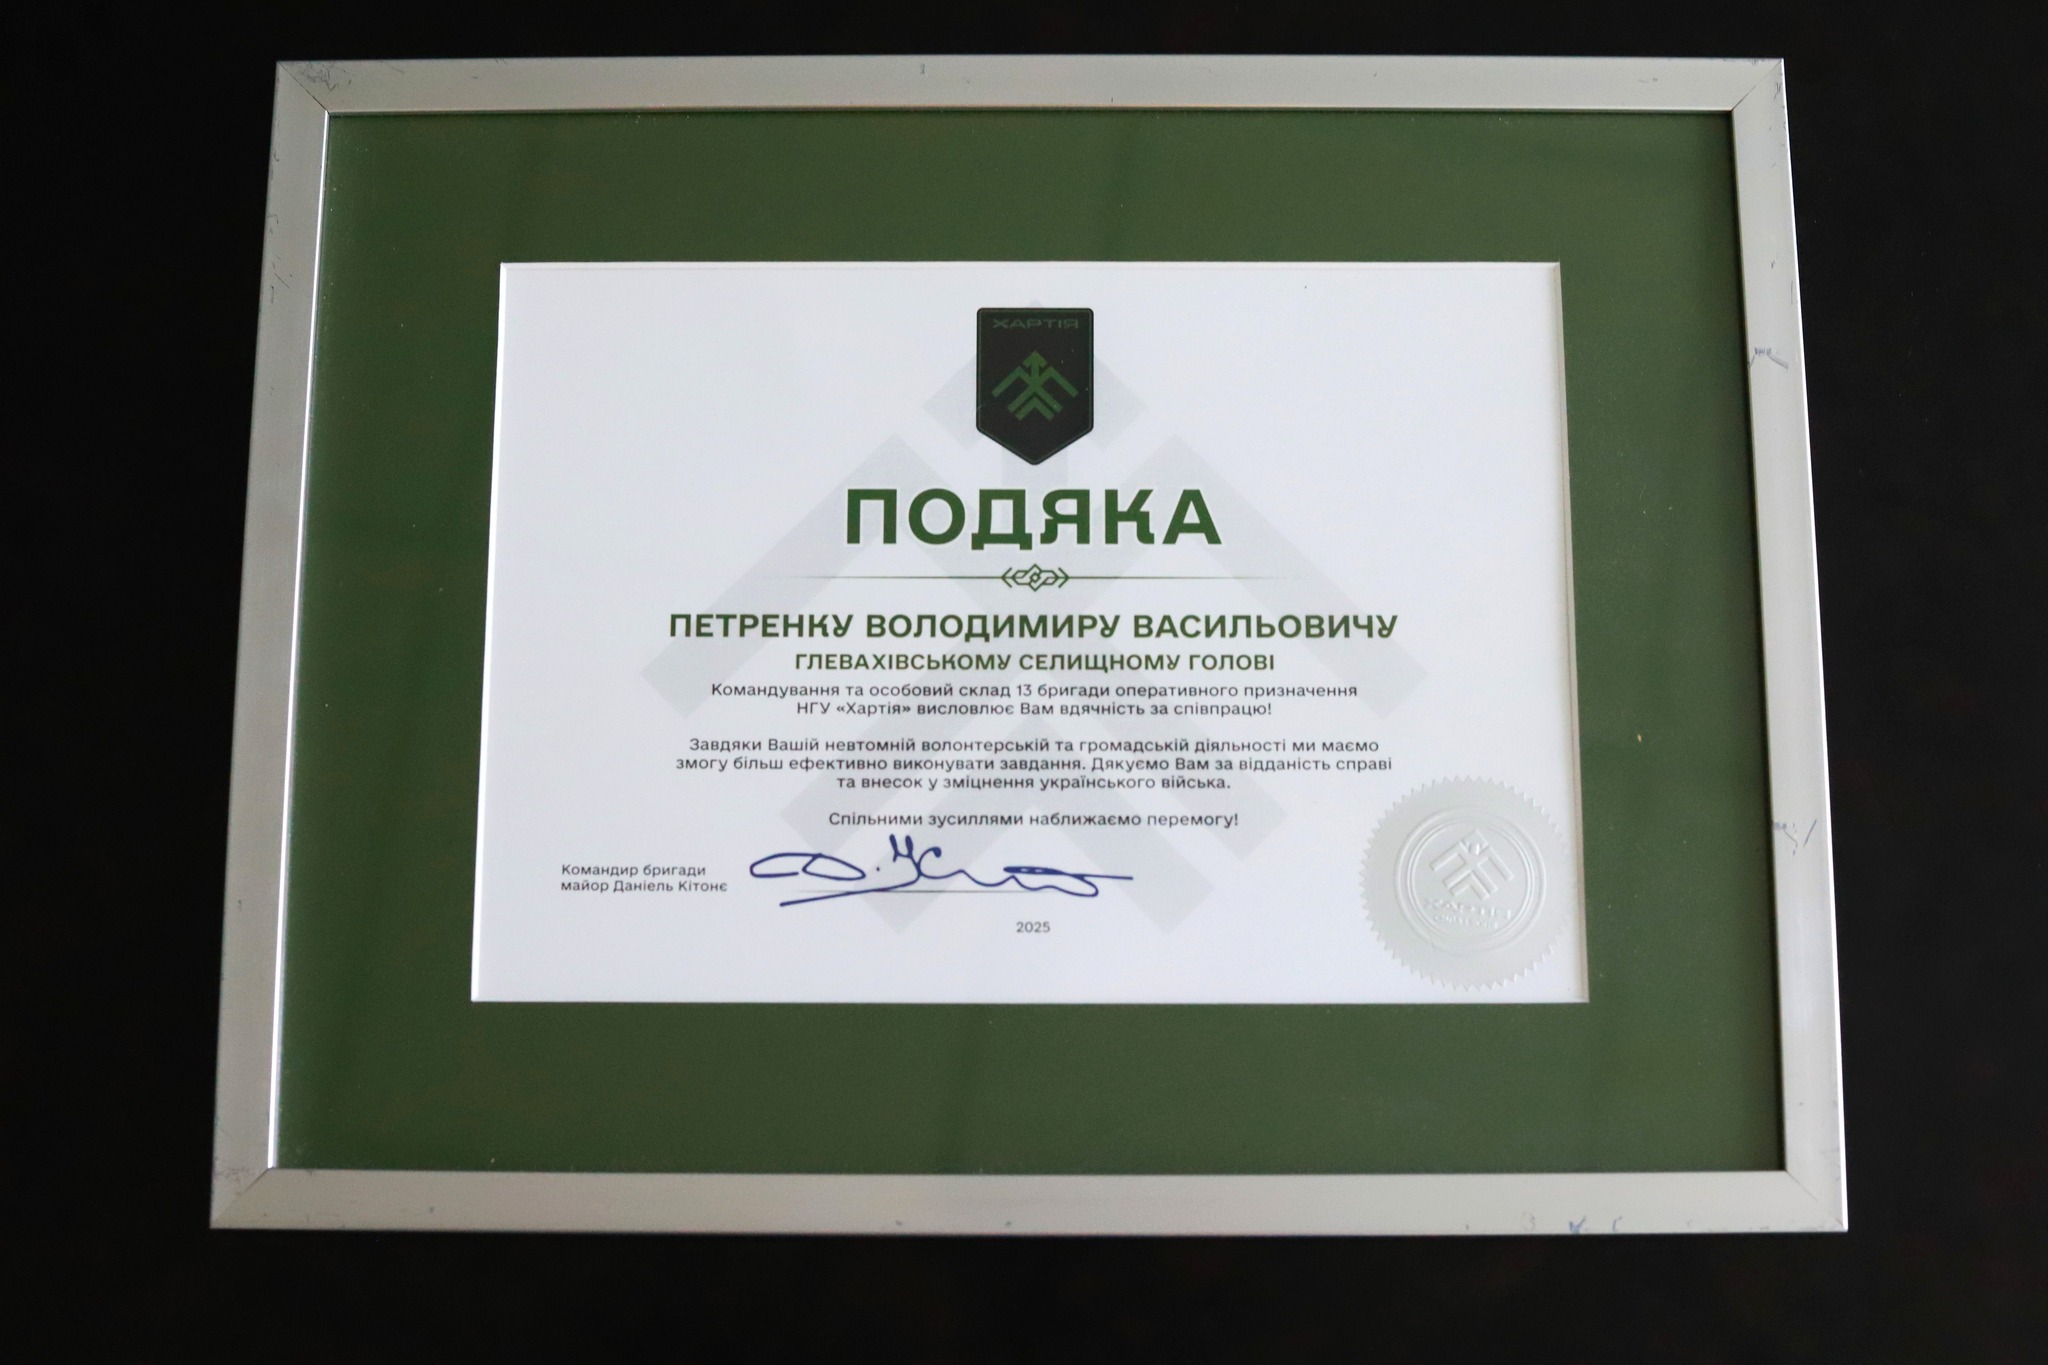 ХАРТІЯ
ПОДЯКА
ПЕТРЕНКУ ВОЛОДИМИРУ ВАСИЛЬОВИЧУ
ГЛЕВАХІВСЬКОМУ СЕЛИЩНОМУ ГОЛОВІ
Командування та особовий склад 13 бригади оперативного призначення
НГУ «Хартія» висловлює Вам вдячність за співпрацю!
Завдяки Вашій невтомній волонтерській та громадській діяльності ми маємо
змогу більш ефективно виконувати завдання. Дякуємо Вам за відданість справі
та внесок у зміцнення українського війська.
Спільними зусиллями наближаємо перемогу!
Командир бригади
майор Даніель Кітонє
2025
ХАРТІЯ